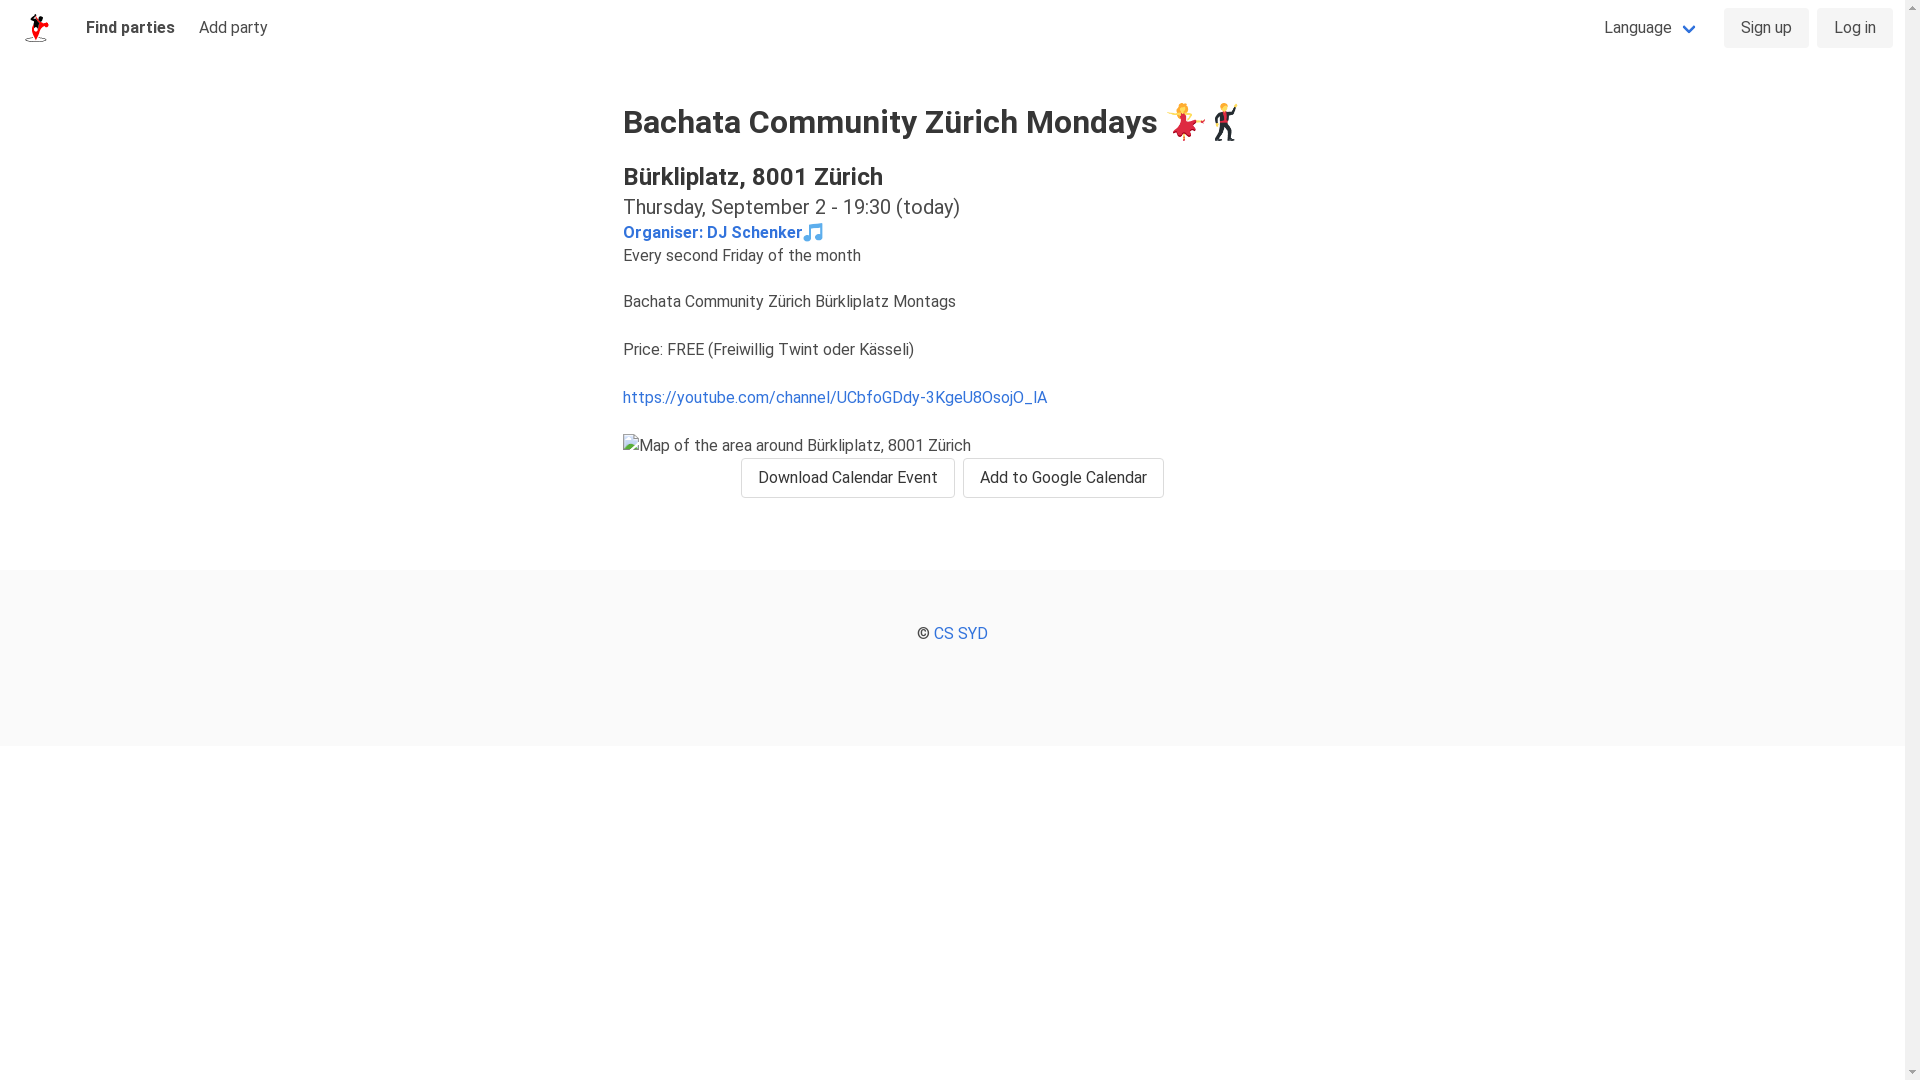 Find parties
Add party
Language
Sign up
Log in
Bachata Community Zürich Mondays 💃🕺
Bürkliplatz, 8001 Zürich
Thursday, September 2 - 19:30 (today)
Organiser: DJ Schenker🎵
Every second Friday of the month
Bachata Community Zürich Bürkliplatz Montags
Price: FREE (Freiwillig Twint oder Kässeli)
https://youtube.com/channel/UCbfoGDdy-3KgeU8OsojO_lA
Map of the area around Bürkliplatz, 8001 Zürich
Download Calendar Event
Add to Google Calendar
© CS SYD